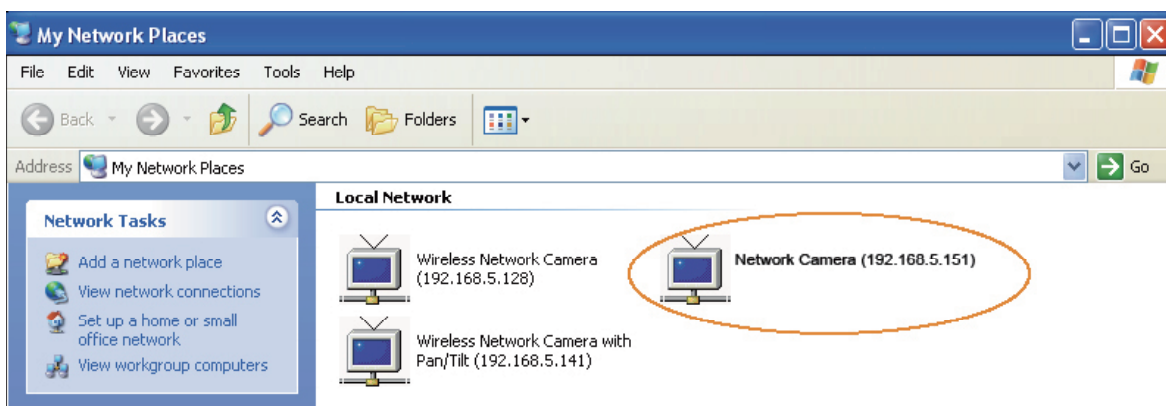 My Network Places
File Edit View Favorites Tools Help
Back Search Folders
Address My Network Places Go
Network Tasks
Add a network place
View network connections
Set up a home or small
office network
View workgroup computers
Local Network
Wireless Network Camera
(192.168.5.128)
Network Camera (192.168.5.151)
Wireless Network Camera with
Pan/Tilt (192.168.5.141)